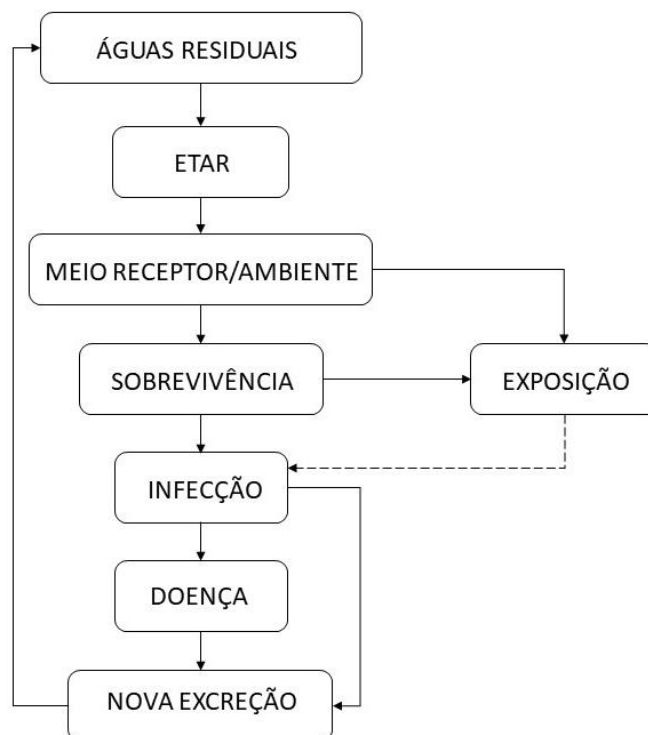 ÁGUAS RESIDUAIS
ETAR
MEIO RECEPTOR/AMBIENTE
SOBREVIVÊNCIA
EXPOSIÇÃO
INFECÇÃO
DOENÇA
NOVA EXCREÇÃO